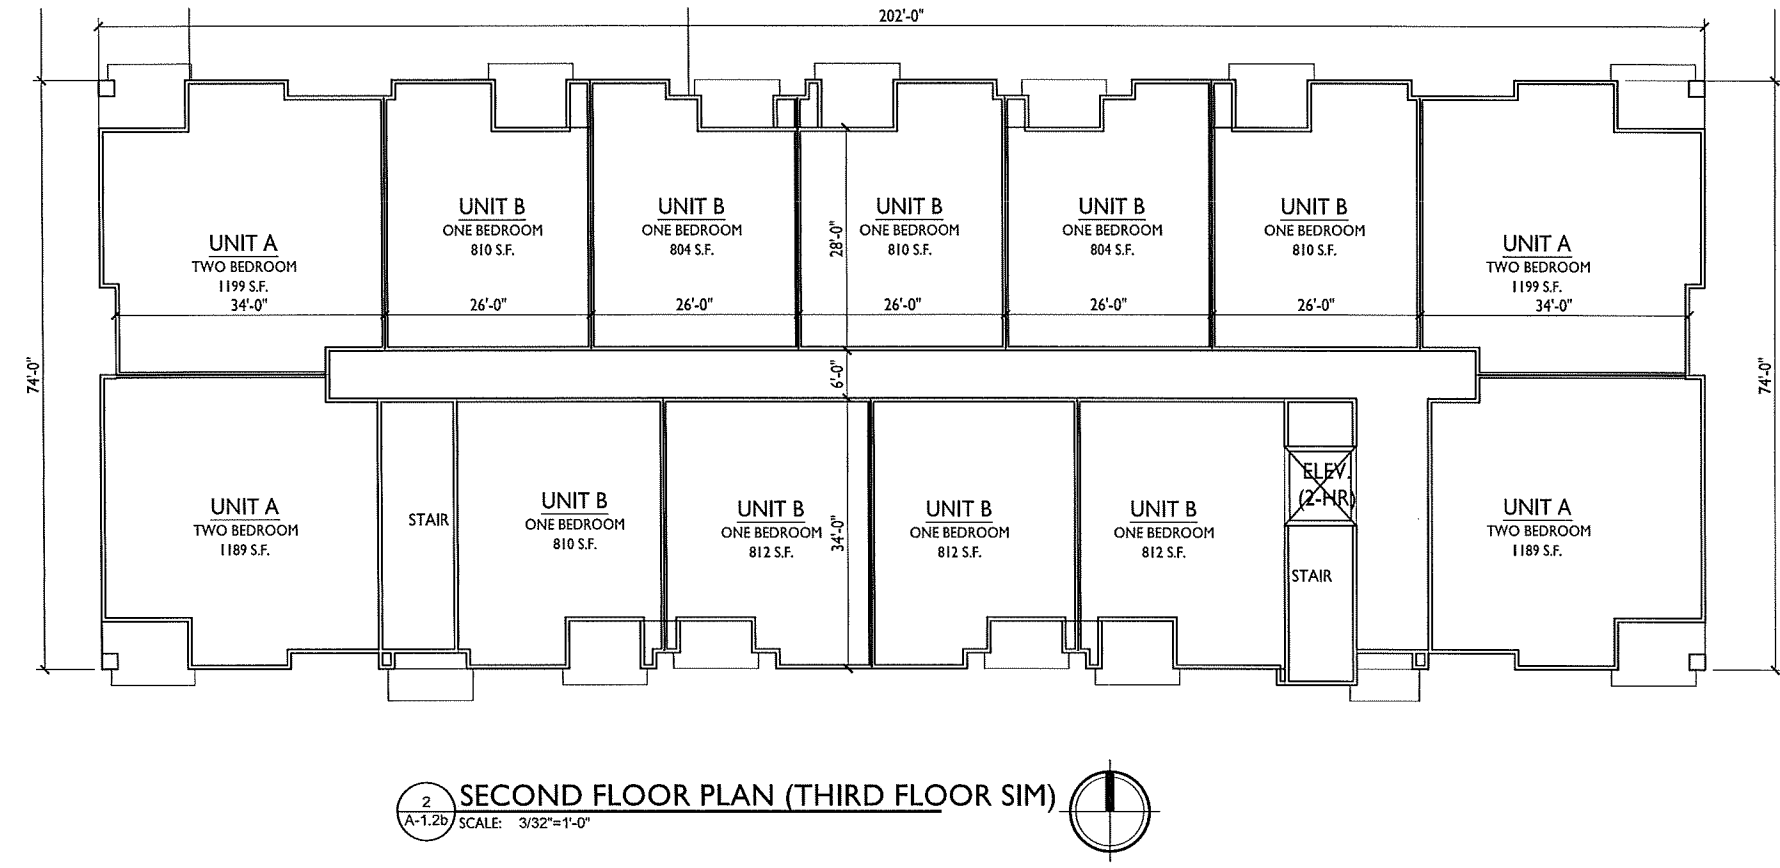 202'-0"
UNIT A
TWO BEDROOM
1199 S.F.
34'-0"
UNIT B
ONE BEDROOM
810 S.F.
26'-0"
UNIT B
ONE BEDROOM
804 S.F.
26'-0"
28'-0"
UNIT B
ONE BEDROOM
810 S.F.
26'-0"
UNIT B
ONE BEDROOM
804 S.F.
26'-0"
UNIT B
ONE BEDROOM
810 S.F.
26'-0"
UNIT A
TWO BEDROOM
1199 S.F.
34'-0"
74'-0"
6'-0"
74'-0"
UNIT A
TWO BEDROOM
1189 S.F.
STAIR
UNIT B
ONE BEDROOM
810 S.F.
UNIT B
ONE BEDROOM
812 S.F.
34'-0"
UNIT B
ONE BEDROOM
812 S.F.
UNIT B
ONE BEDROOM
812 S.F.
ELEV.
(2-HR)
STAIR
UNIT A
TWO BEDROOM
1189 S.F.
2
A-1.2b
SECOND FLOOR PLAN (THIRD FLOOR SIM)
SCALE: 3/32"=1'-0"